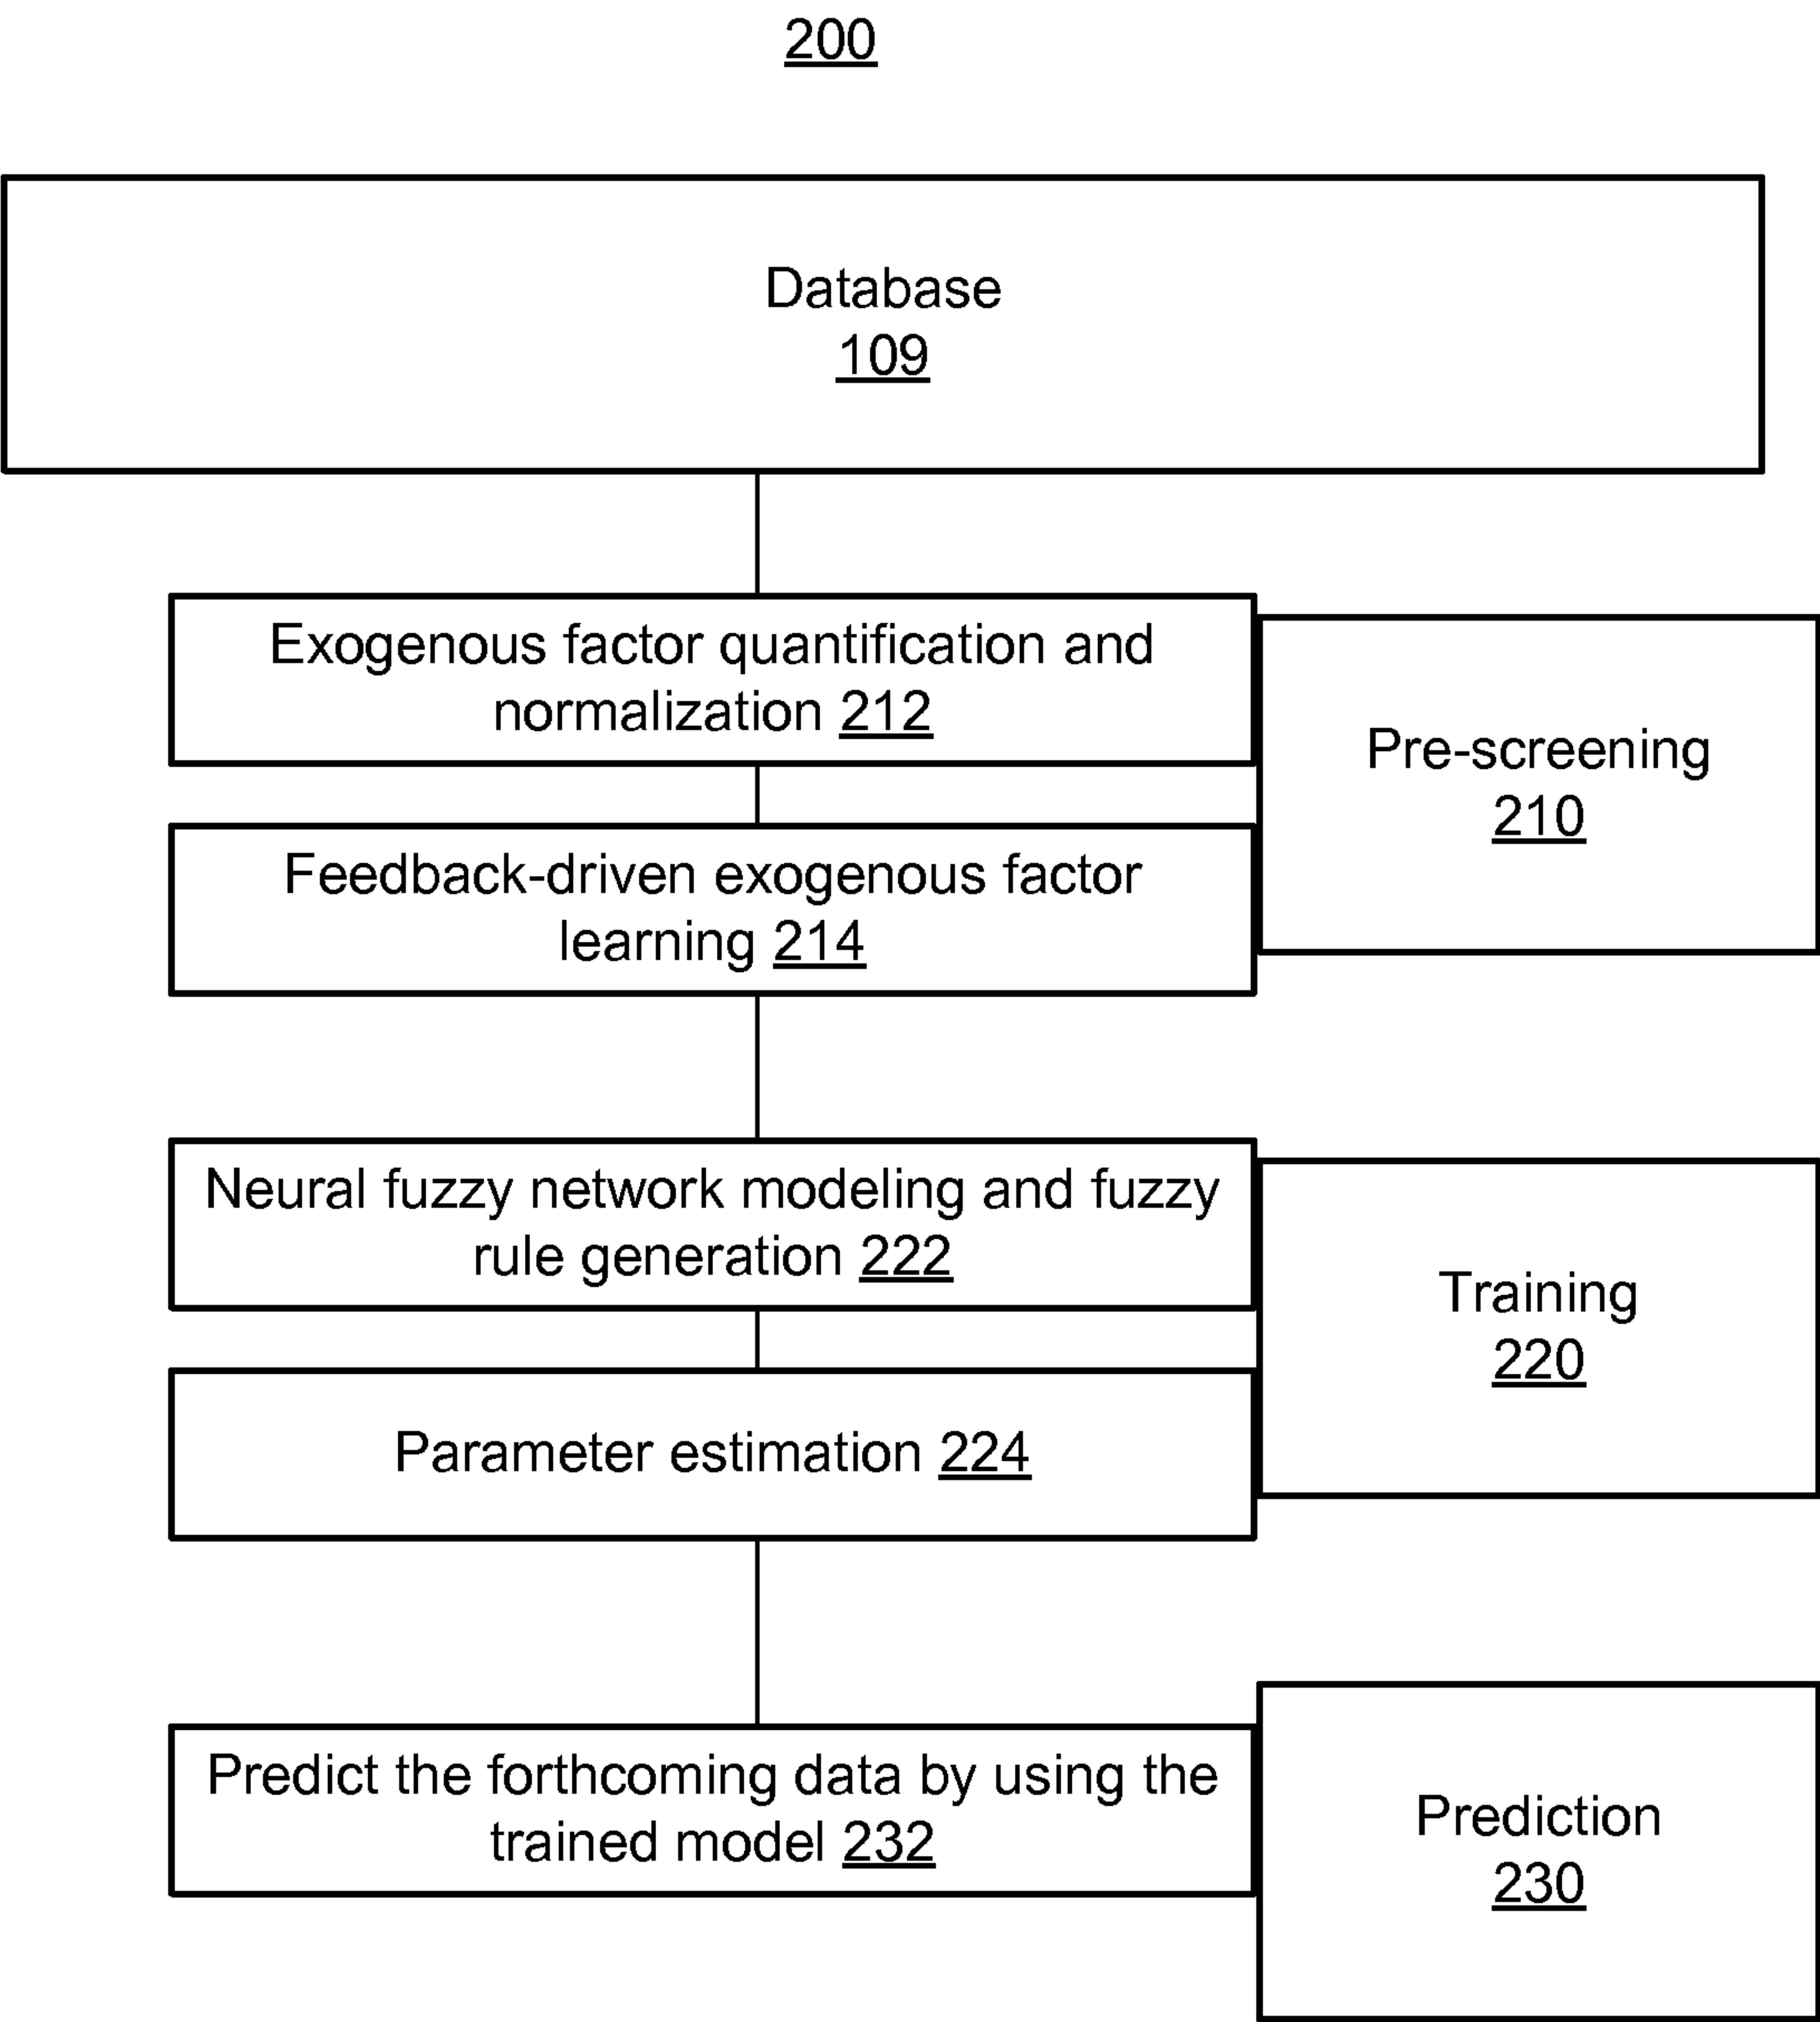 200
Database
109
Exogenous factor quantification and
normalization 212
Pre-screening
210
Feedback-driven exogenous factor
learning 214
Neural fuzzy network modeling and fuzzy
rule generation 222
Training
220
Parameter estimation 224
Predict the forthcoming data by using the
trained model 232
Prediction
230